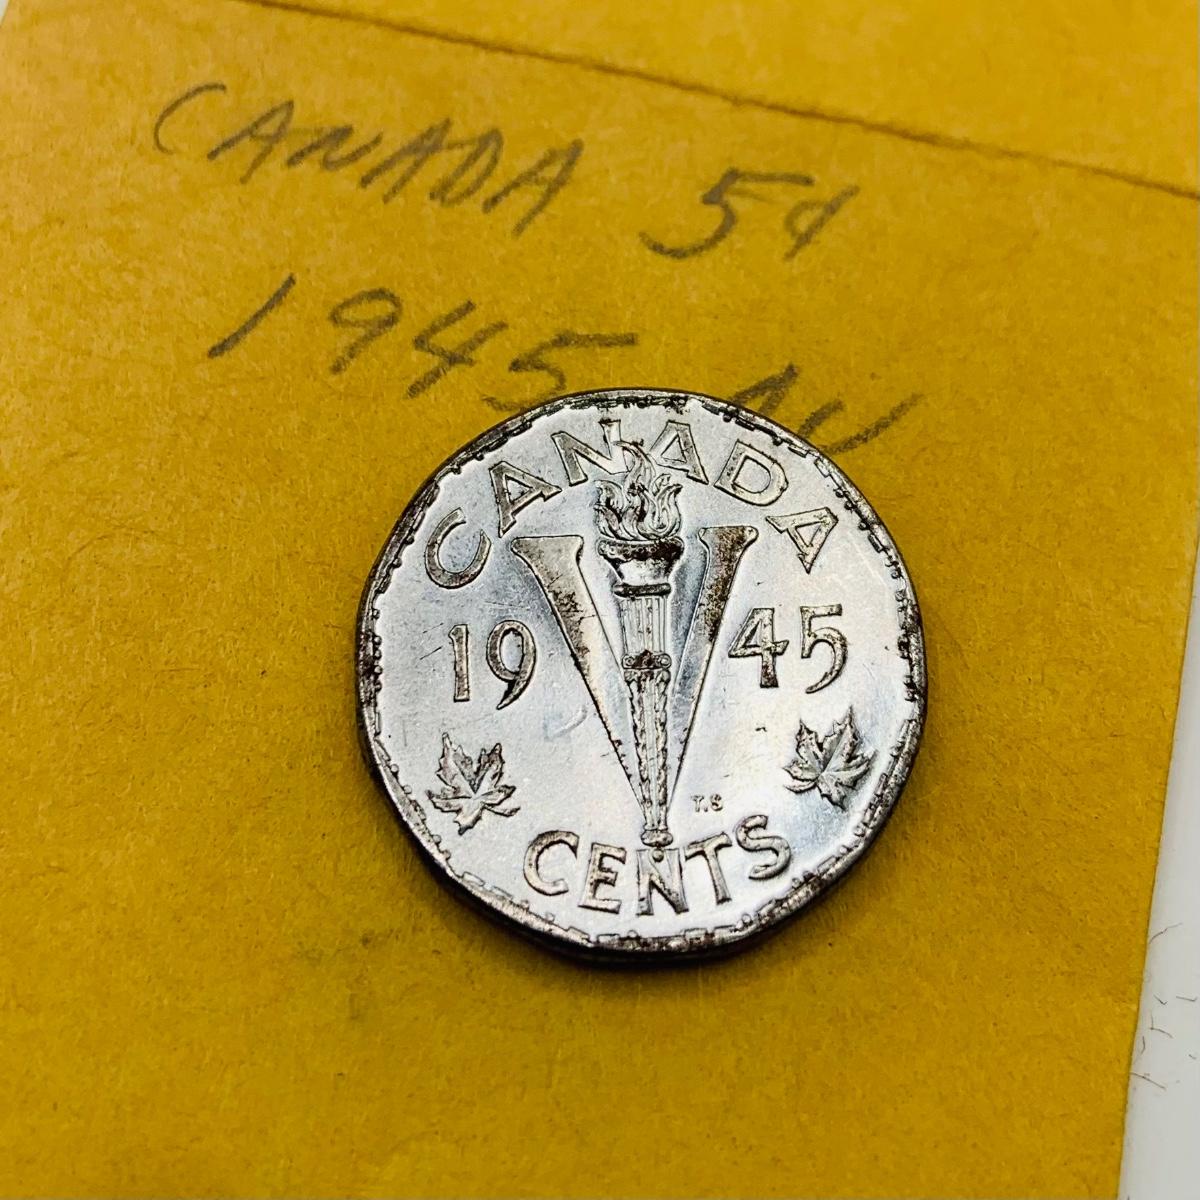 CANADA 5¢
1945 AU
CANADA
19 V 45
T.S
CENTS